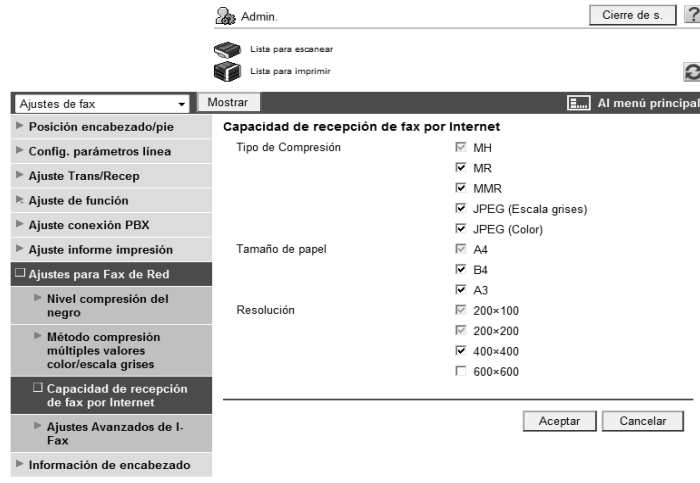 Admin.
Cierre de s.
?
Lista para escanear
Lista para imprimir
Ajustes de fax
Mostrar
Al menú principal
Posición encabezado/pie
Config. parámetros línea
Ajuste Trans/Recep
Ajuste de función
Ajuste conexión PBX
Ajuste informe impresión
Ajustes para Fax de Red
Nivel compresión del
negro
Método compresión
múltiples valores
color/escala grises
Capacidad de recepción
de fax por Internet
Ajustes Avanzados de I-
Fax
Información de encabezado
Capacidad de recepción de fax por Internet
Tipo de Compresión
MH
MR
MMR
JPEG (Escala grises)
JPEG (Color)
Tamaño de papel
A4
B4
A3
Resolución
200×100
200×200
400×400
600×600
Aceptar
Cancelar